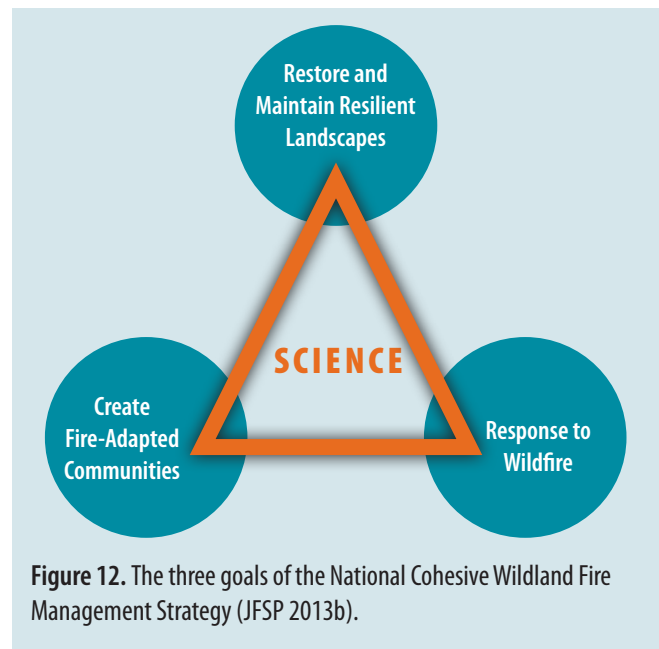 Restore and
Maintain Resilient
Landscapes
SCIENCE
Create
Fire-Adapted
Communities
Response to
Wildfire
Figure 12. The three goals of the National Cohesive Wildland Fire
Management Strategy (JFSP 2013b).